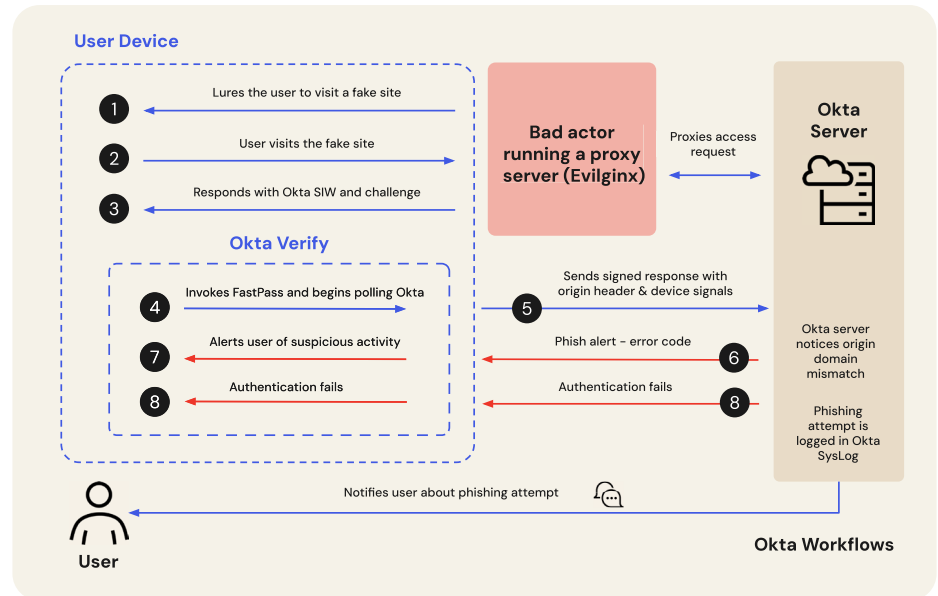 User Device
1
Lures the user to visit a fake site
2
User visits the fake site
3
Responds with Okta SIW and challenge
Bad actor
running a proxy
server (Evilginx)
Proxies access
request
Okta
Server
Okta Verify
4
Invokes FastPass and begins polling Okta
5
Sends signed response with
origin header & device signals
7
Alerts user of suspicious activity
Phish alert – error code
6
8
Authentication fails
Authentication fails
8
Okta server
notices origin
domain
mismatch
Phishing
attempt is
logged in Okta
SysLog
Notifies user about phishing attempt
User
Okta Workflows